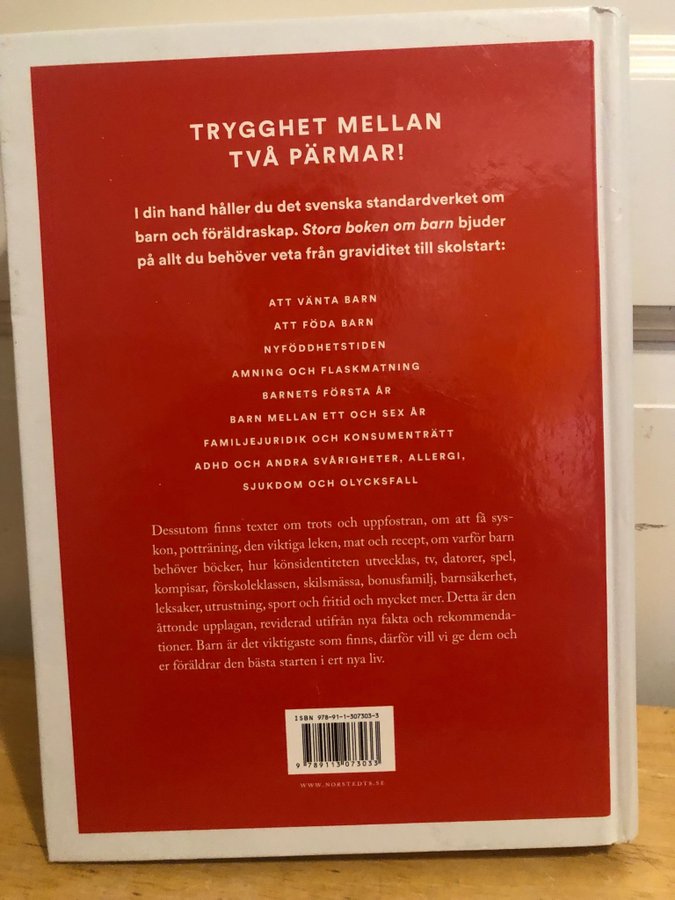 TRYGGHET MELLAN
TVÅ PÄRMAR!
I din hand håller du det svenska standardverket om
barn och föräldraskap. Stora boken om barn bjuder
på allt du behöver veta från graviditet till skolstart:
ATT VÄNTA BARN
ATT FÖDA BARN
NYFÖDDHETSTIDEN
AMNING OCH FLASKMATNING
BARNETS FÖRSTA ÅR
BARN MELLAN ETT OCH SEX ÅR
FAMILJEJURIDIK OCH KONSUMENTRÄTT
ADHD OCH ANDRA SVÅRIGHETER, ALLERGI,
SJUKDOM OCH OLYCKSFALL
Dessutom finns texter om trots och uppfostran, om att få sys-
kon, potträning, den viktiga leken, mat och recept, om varför barn
behöver böcker, hur könsidentiteten utvecklas, tv, datorer, spel,
kompisar, förskoleklassen, skilsmässa, bonusfamilj, barnsäkerhet,
leksaker, utrustning, sport och fritid och mycket mer. Detta är den
åttonde upplagan, reviderad utifrån nya fakta och rekommenda-
tioner. Barn är det viktigaste som finns, därför vill vi ge dem och
er föräldrar den bästa starten i ert nya liv.
ISBN 978-91-1-307303-3
9 789113 073033
WWW.NORSTEDTS.SE